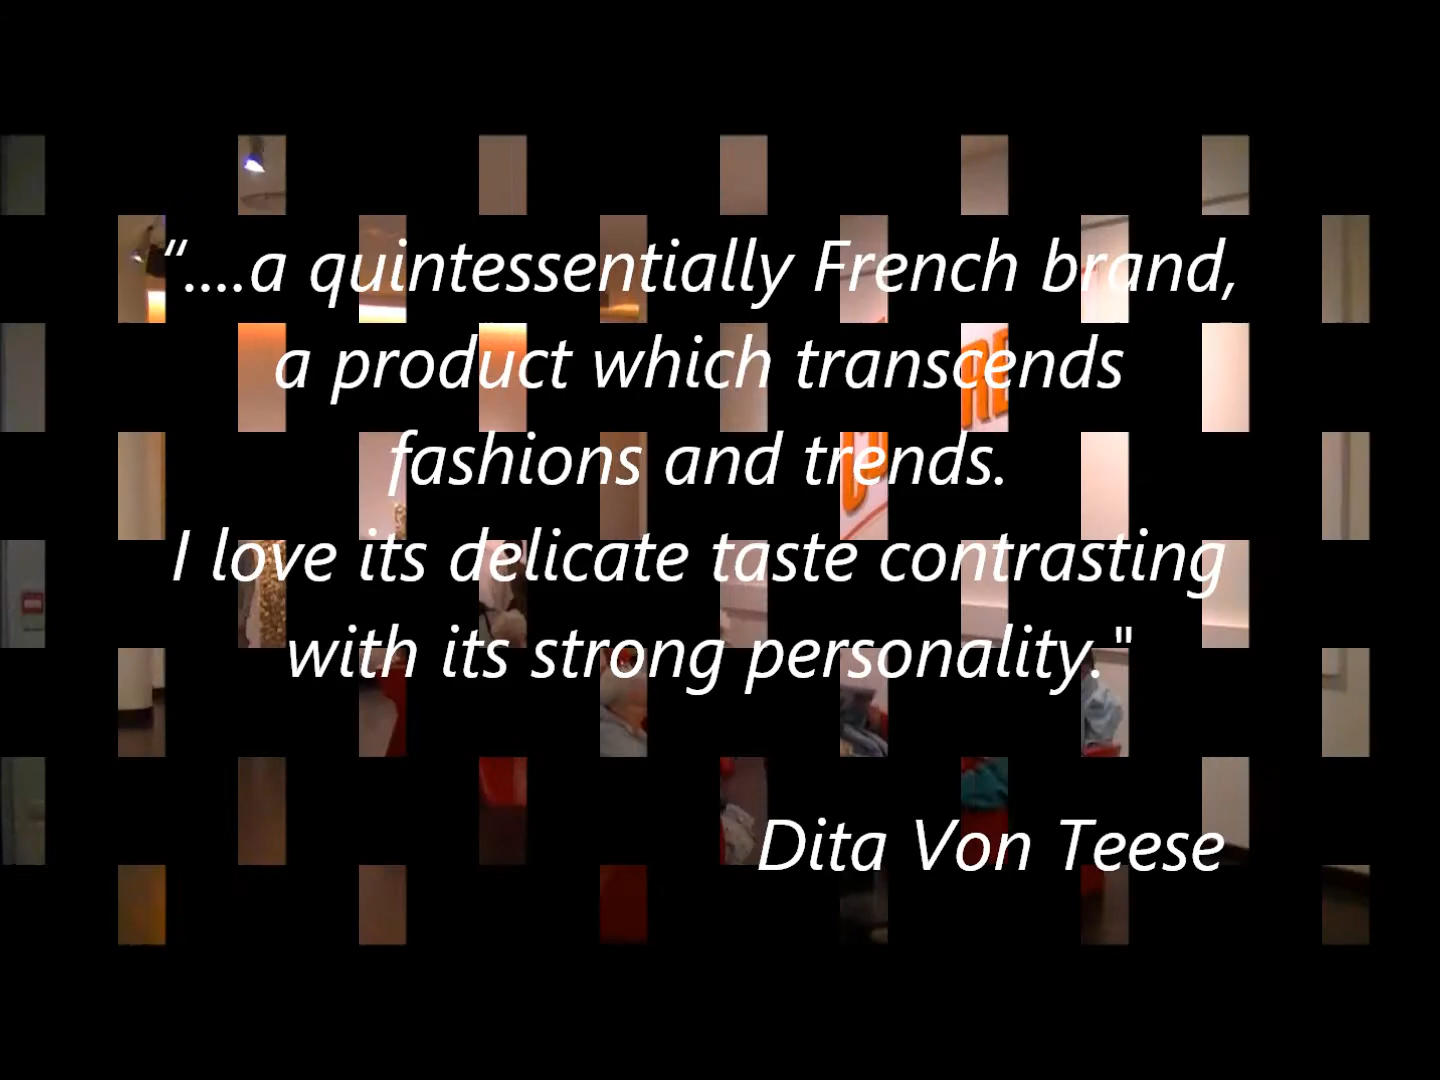 “....a quintessentially French brand,
a product which transcends
fashions and trends.
I love its delicate taste contrasting
with its strong personality."
Dita Von Teese